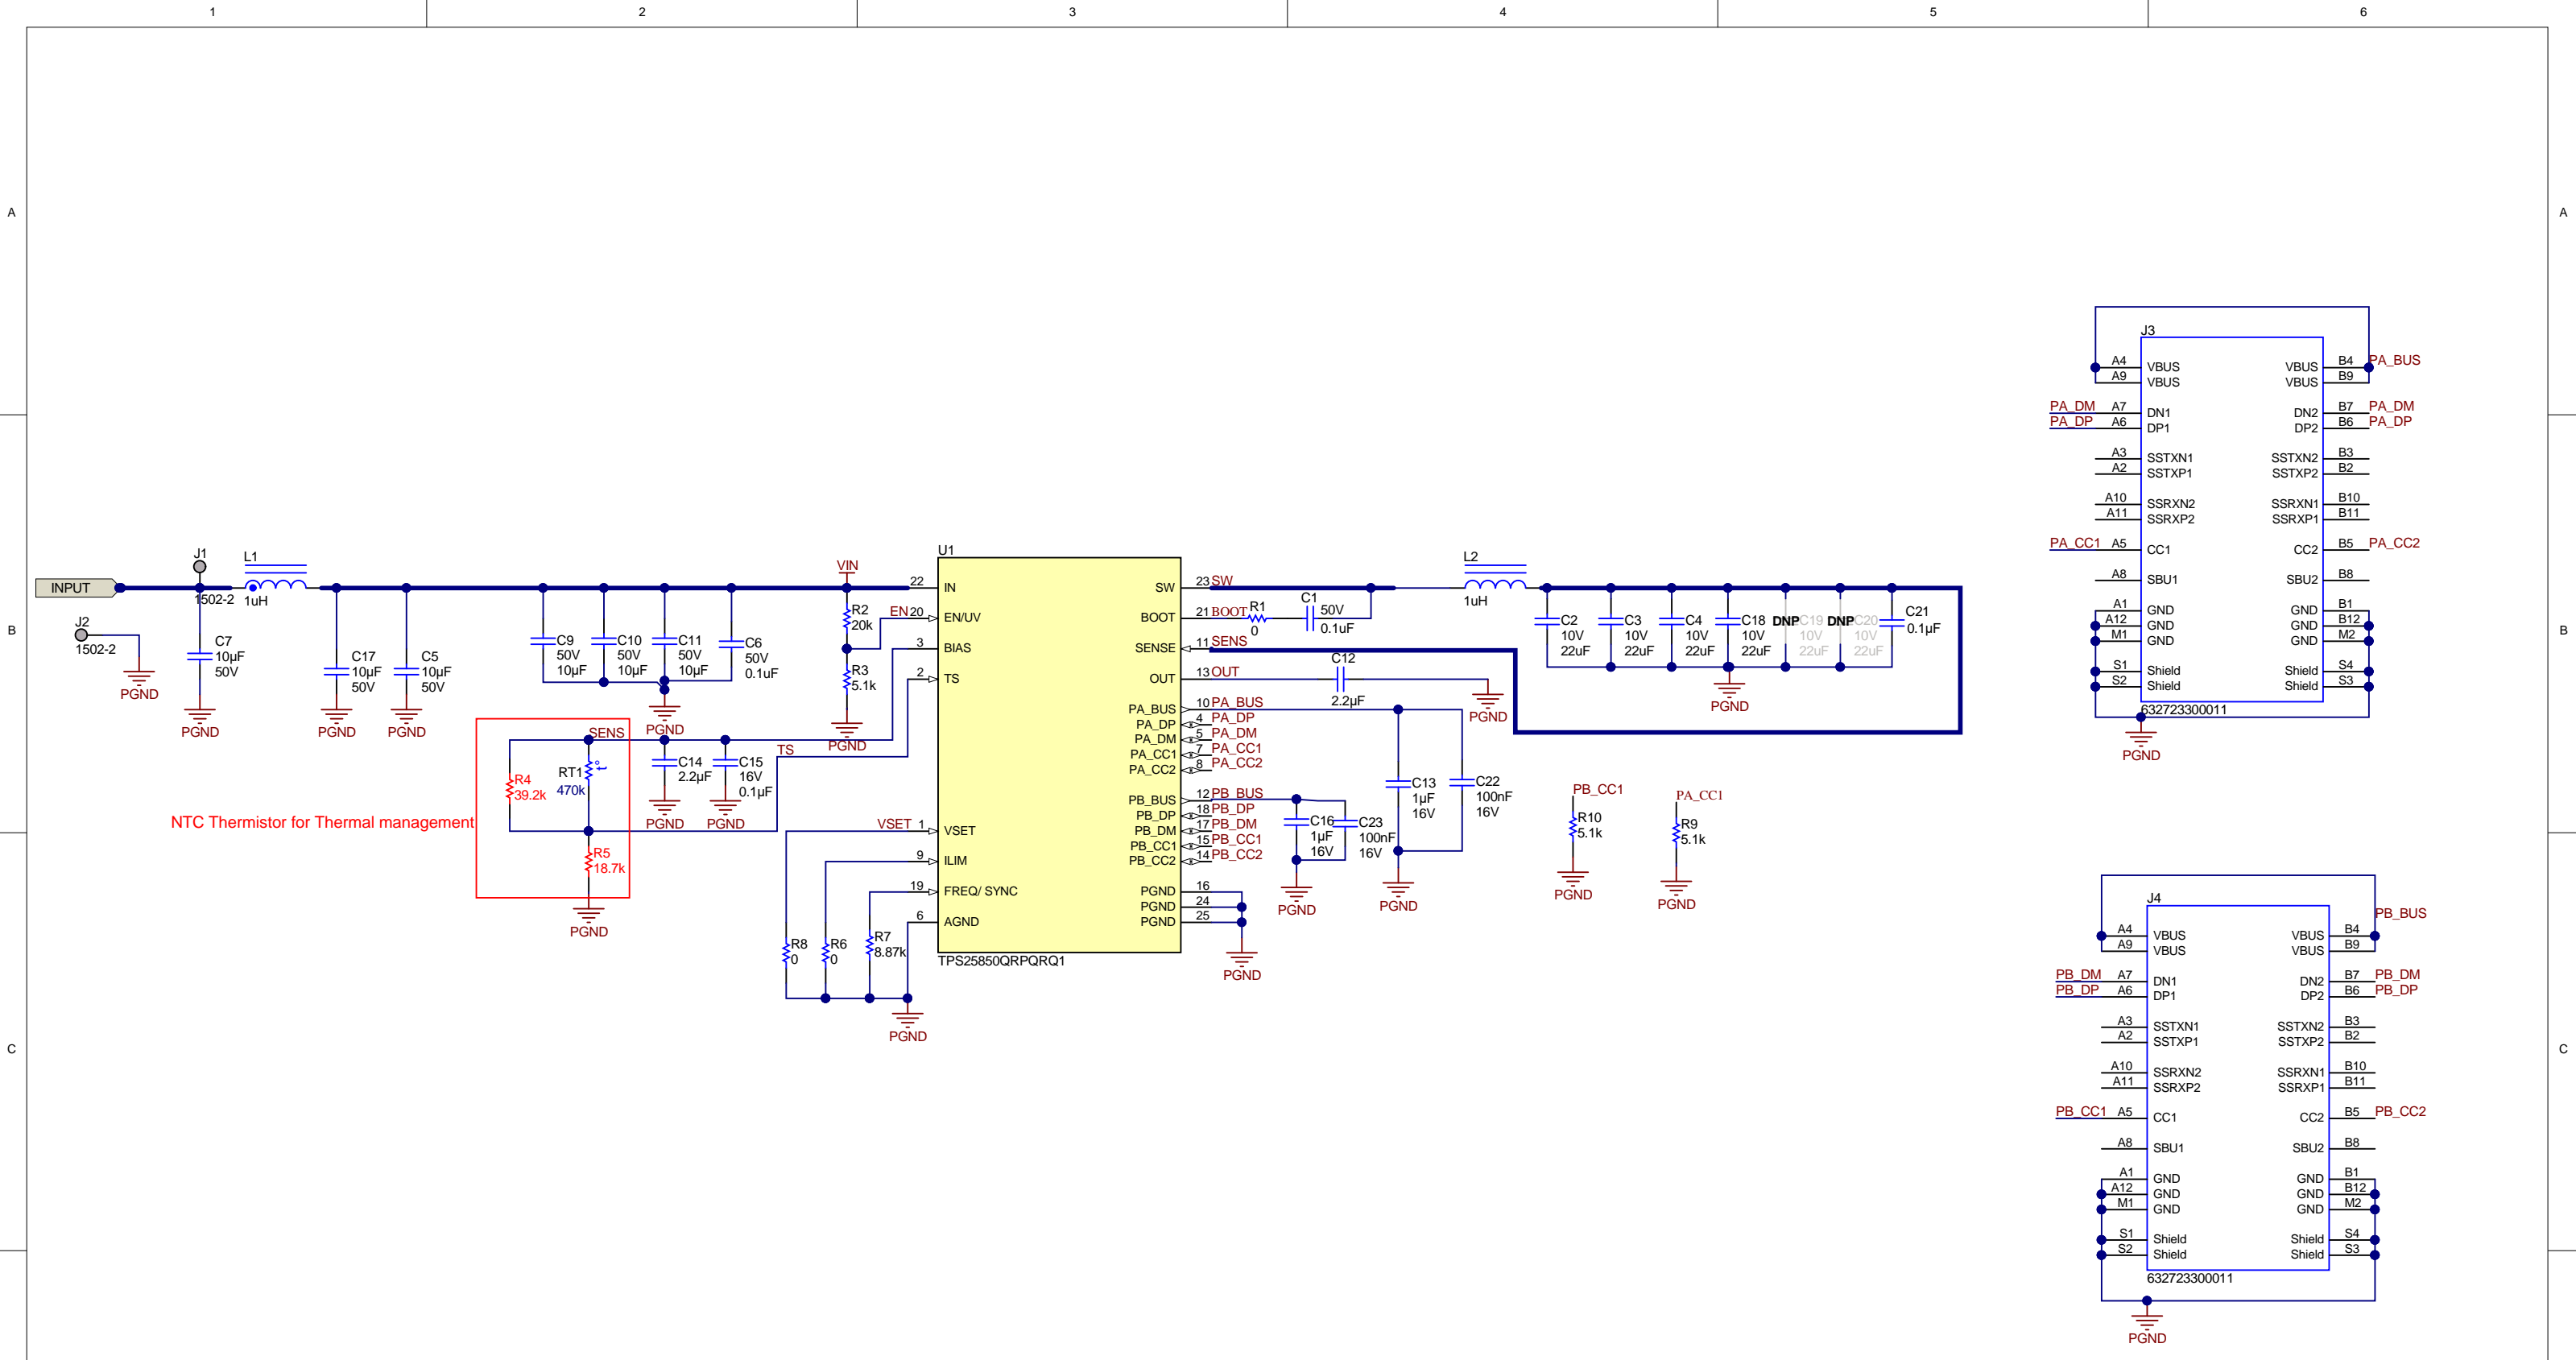 1
2
3
4
5
6
A
A
B
B
C
C
INPUT
J1
1502-2
J2
1502-2
PGND
L1
1uH
C7
10µF
50V
PGND
C17
10µF
50V
PGND
C5
10µF
50V
PGND
C9
50V
10µF
C10
50V
10µF
C11
50V
10µF
C6
50V
0.1uF
PGND
VIN
R2
20k
R3
5.1k
PGND
EN
SENS
RT1
t°
470k
R4
39.2k
R5
18.7k
PGND
NTC Thermistor for Thermal management
C14
2.2µF
PGND
C15
16V
0.1µF
PGND
TS
VSET
R8
0
R6
0
R7
8.87k
PGND
U1
22 IN
20 EN/UV
3 BIAS
2 TS
1 VSET
9 ILIM
19 FREQ/ SYNC
6 AGND
SW 23 SW
BOOT 21 BOOT
SENSE 11 SENS
OUT 13 OUT
PA_BUS 10 PA_BUS
PA_DP 4 PA_DP
PA_DM 5 PA_DM
PA_CC1 7 PA_CC1
PA_CC2 8 PA_CC2
PB_BUS 12 PB_BUS
PB_DP 18 PB_DP
PB_DM 17 PB_DM
PB_CC1 15 PB_CC1
PB_CC2 14 PB_CC2
PGND 16
PGND 24
PGND 25
TPS25850QRPQRQ1
PGND
R1
0
C1
50V
0.1uF
C12
2.2µF
PGND
L2
1uH
C2
10V
22uF
C3
10V
22uF
C4
10V
22uF
C18
10V
22uF
DNP C19
10V
22uF
DNP C20
10V
22uF
C21
0.1µF
PGND
C16
1µF
16V
C23
100nF
16V
PGND
C13
1µF
16V
C22
100nF
16V
PGND
PB_CC1
R10
5.1k
PGND
PA_CC1
R9
5.1k
PGND
J3
A4 VBUS VBUS B4 PA_BUS
A9 VBUS VBUS B9
PA_DM A7 DN1 DN2 B7 PA_DM
PA_DP A6 DP1 DP2 B6 PA_DP
A3 SSTXN1 SSTXN2 B3
A2 SSTXP1 SSTXP2 B2
A10 SSRXN2 SSRXN1 B10
A11 SSRXP2 SSRXP1 B11
PA_CC1 A5 CC1 CC2 B5 PA_CC2
A8 SBU1 SBU2 B8
A1 GND GND B1
A12 GND GND B12
M1 GND GND M2
S1 Shield Shield S4
S2 Shield Shield S3
632723300011
PGND
J4
PB_BUS
A4 VBUS VBUS B4
A9 VBUS VBUS B9
PB_DM A7 DN1 DN2 B7 PB_DM
PB_DP A6 DP1 DP2 B6 PB_DP
A3 SSTXN1 SSTXN2 B3
A2 SSTXP1 SSTXP2 B2
A10 SSRXN2 SSRXN1 B10
A11 SSRXP2 SSRXP1 B11
PB_CC1 A5 CC1 CC2 B5 PB_CC2
A8 SBU1 SBU2 B8
A1 GND GND B1
A12 GND GND B12
M1 GND GND M2
S1 Shield Shield S4
S2 Shield Shield S3
632723300011
PGND